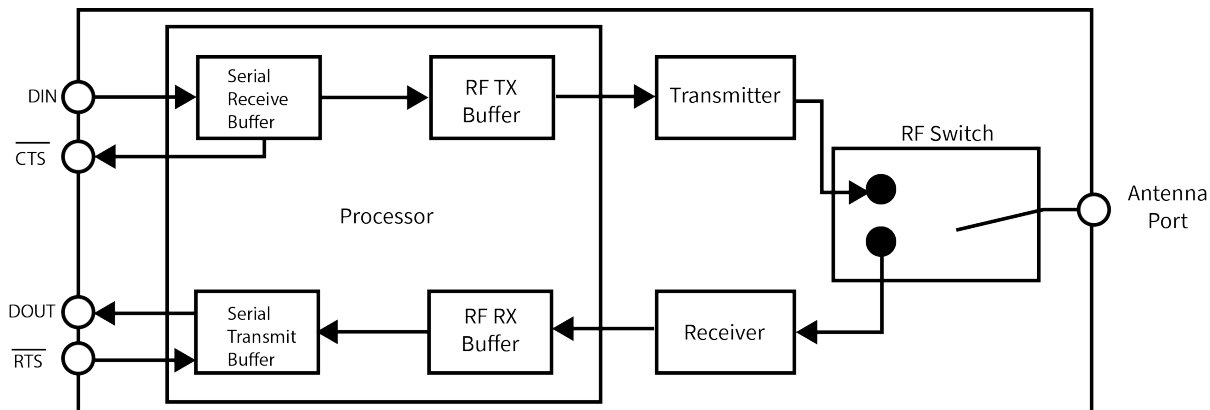 DIN
CTS
DOUT
RTS
Serial
Receive
Buffer
RF TX
Buffer
Transmitter
RF Switch
Antenna
Port
Processor
Serial
Transmit
Buffer
RF RX
Buffer
Receiver